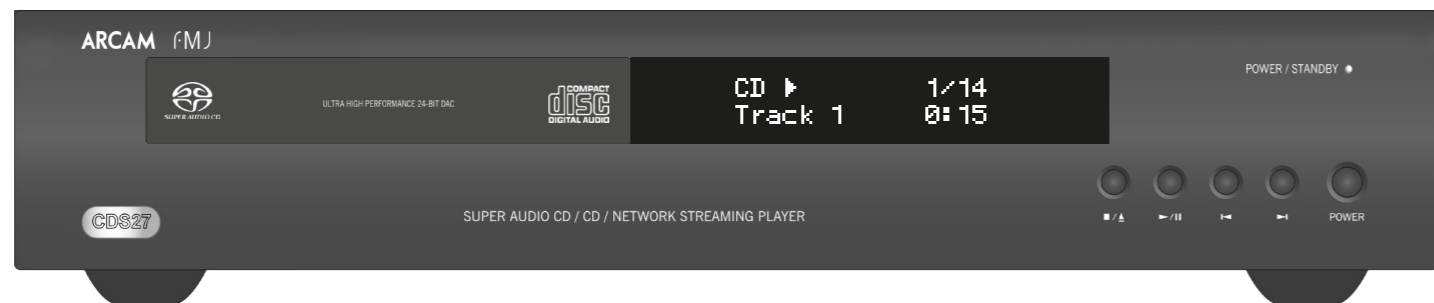 ARCAM FMJ
POWER / STANDBY
SUPER AUDIO CD
ULTRA HIGH PERFORMANCE 24-BIT DAC
COMPACT
disc
DIGITAL AUDIO
CD 1/14
Track 1 0:15
CDS27
SUPER AUDIO CD / CD / NETWORK STREAMING PLAYER
POWER